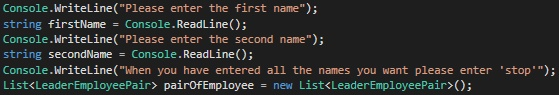 Console.WriteLine("Please enter the first name");
string firstName = Console.ReadLine();
Console.WriteLine("Please enter the second name");
string secondName = Console.ReadLine();
Console.WriteLine("When you have entered all the names you want please enter 'stop'");
List<LeaderEmployeePair> pairOfEmployee = new List<LeaderEmployeePair>();